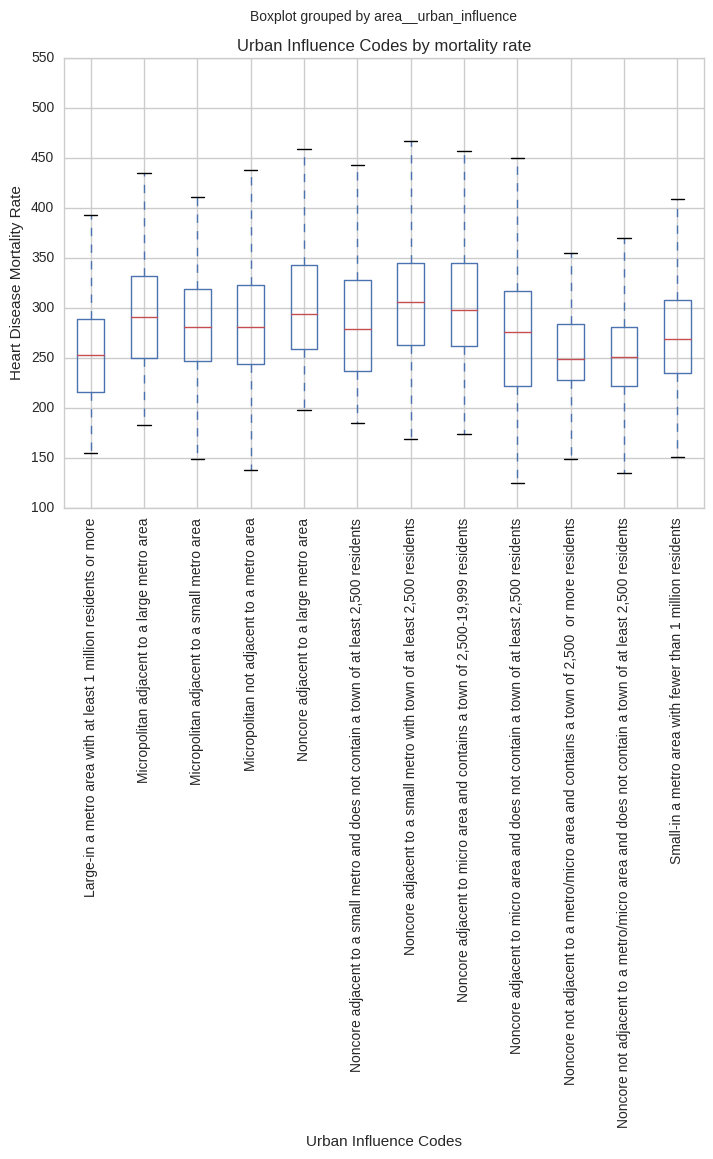 Boxplot grouped by area__urban_influence
Urban Influence Codes by mortality rate
550
500
450
400
350
300
250
200
150
100
Heart Disease Mortality Rate
Large-in a metro area with at least 1 million residents or more
Micropolitan adjacent to a large metro area
Micropolitan adjacent to a small metro area
Micropolitan not adjacent to a metro area
Noncore adjacent to a large metro area
Noncore adjacent to a small metro and does not contain a town of at least 2,500 residents
Noncore adjacent to a small metro with town of at least 2,500 residents
Noncore adjacent to micro area and contains a town of 2,500-19,999 residents
Noncore adjacent to micro area and does not contain a town of at least 2,500 residents
Noncore not adjacent to a metro/micro area and contains a town of 2,500  or more residents
Noncore not adjacent to a metro/micro area and does not contain a town of at least 2,500 residents
Small-in a metro area with fewer than 1 million residents
Urban Influence Codes